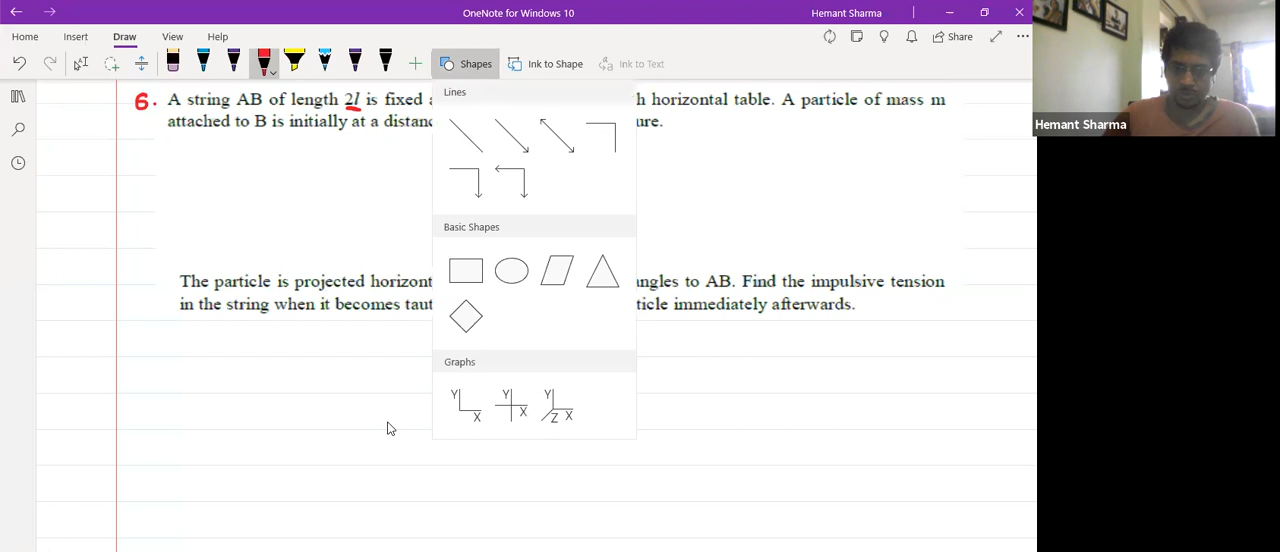 OneNote for Windows 10
Hemant Sharma
Home Insert Draw View Help
Share
Shapes
Ink to Shape
Ink to Text
Lines
6. A string AB of length 2l is fixed a
h horizontal table. A particle of mass m
attached to B is initially at a distanc
ure.
Hemant Sharma
Basic Shapes
The particle is projected horizont
angles to AB. Find the impulsive tension
in the string when it becomes taut
ticle immediately afterwards.
Graphs
Y X
Y X
Y Z X